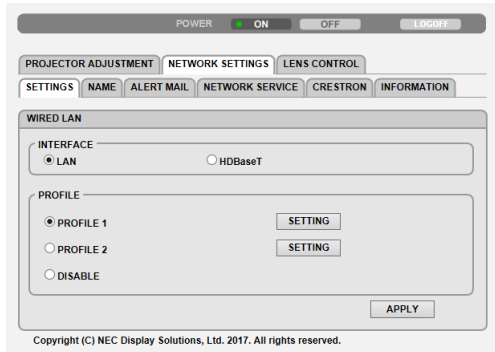 POWER ON OFF LOGOFF
PROJECTOR ADJUSTMENT NETWORK SETTINGS LENS CONTROL
SETTINGS NAME ALERT MAIL NETWORK SERVICE CRESTRON INFORMATION
WIRED LAN
INTERFACE
LAN HDBaseT
PROFILE
PROFILE 1 SETTING
PROFILE 2 SETTING
DISABLE
APPLY
Copyright (C) NEC Display Solutions, Ltd. 2017. All rights reserved.